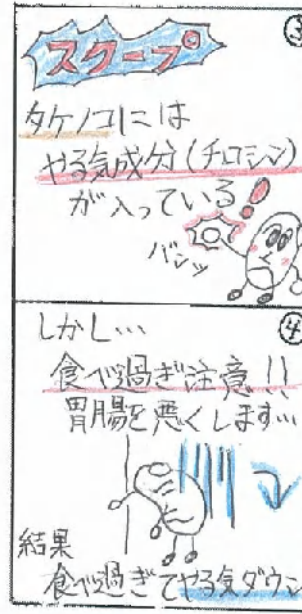 ③
スクープ
タケノコには
やる気成分(チロシン)
が入っている!
バンッ
④
しかし…
食べ過ぎ注意!!
胃腸を悪くします…
結果
食べ過ぎてやる気ダウン